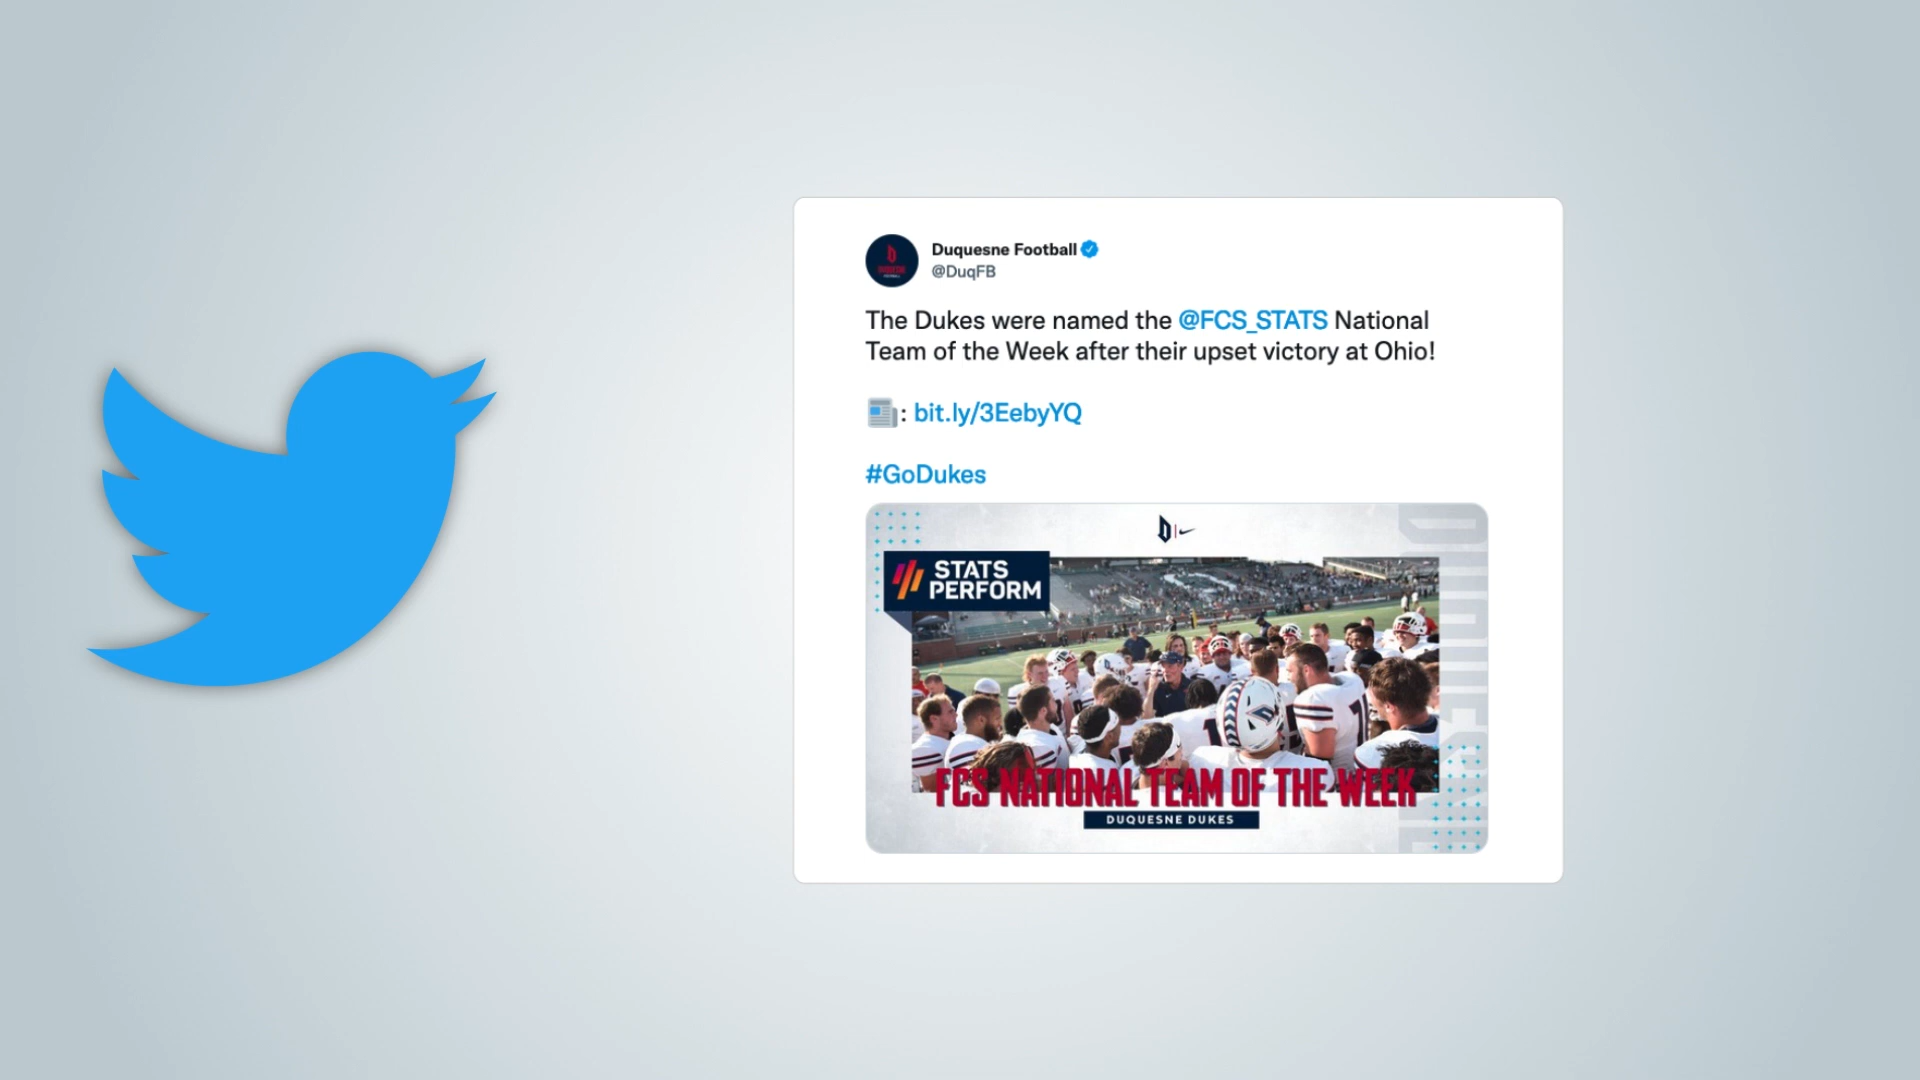 Duquesne Football
@DuqFB
The Dukes were named the @FCS_STATS National
Team of the Week after their upset victory at Ohio!
: bit.ly/3EebyYQ
#GoDukes
STATS
PERFORM
FCS NATIONAL TEAM OF THE WEEK
DUQUESNE DUKES